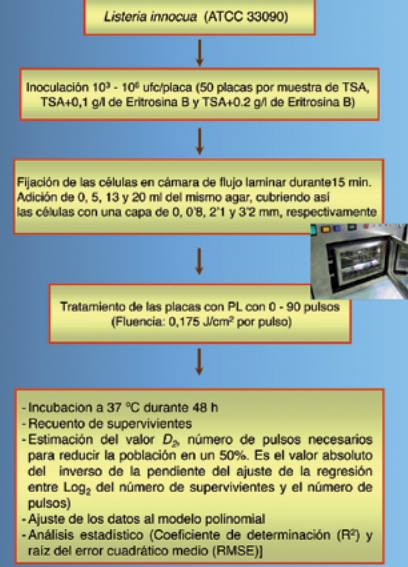 Listeria innocua (ATCC 33090)
Inoculación 10³ - 10⁶ ufc/placa (50 placas por muestra de TSA,
TSA+0,1 g/l de Eritrosina B y TSA+0.2 g/l de Eritrosina B)
Fijación de las células en cámara de flujo laminar durante15 min.
Adición de 0, 5, 13 y 20 ml del mismo agar, cubriendo así
las células con una capa de 0, 0'8, 2'1 y 3'2 mm, respectivamente
Tratamiento de las placas con PL con 0 - 90 pulsos
(Fluencia: 0,175 J/cm² por pulso)
- Incubacion a 37 ºC durante 48 h
- Recuento de supervivientes
- Estimación del valor D₂, número de pulsos necesarios
para reducir la población en un 50%. Es el valor absoluto
del inverso de la pendiente del ajuste de la regresión
entre Log₂ del número de supervivientes y el número de
pulsos)
- Ajuste de los datos al modelo polinomial
- Análisis estadístico (Coeficiente de determinación (R²) y
raíz del error cuadrático medio (RMSE)]